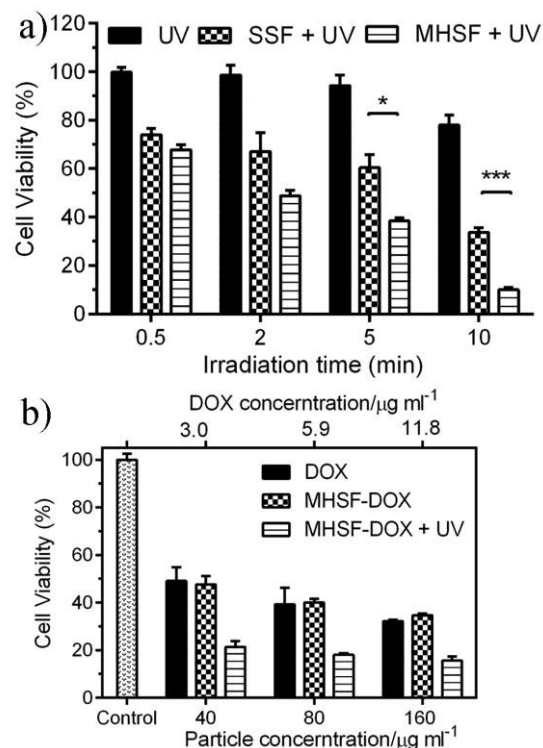 a)
120
100
80
60
40
20
0
Cell Viability (%)
UV SSF + UV MHSF + UV
*
***
0.5 2 5 10
Irradiation time (min)
b)
DOX concerntration/μg ml⁻¹
3.0 5.9 11.8
100
80
60
40
20
0
Cell Viability (%)
DOX
MHSF-DOX
MHSF-DOX + UV
Control 40 80 160
Particle concerntration/μg ml⁻¹